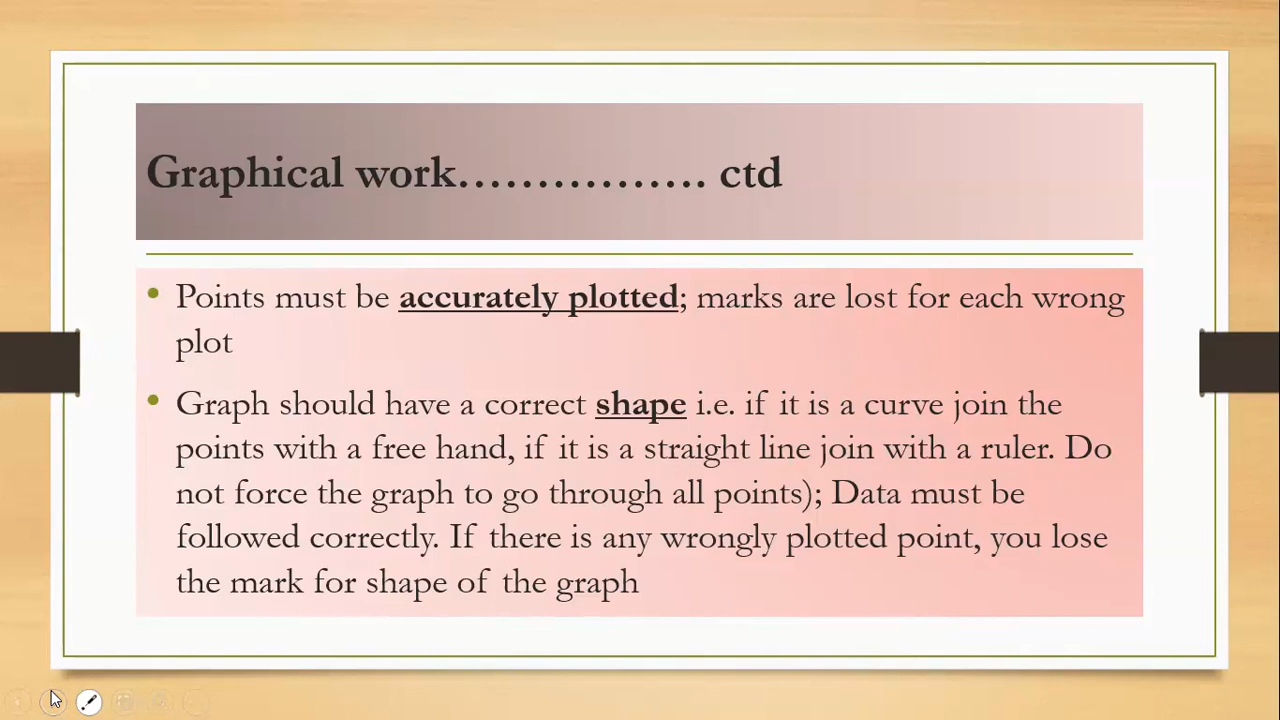 Graphical work................ ctd
• Points must be accurately plotted; marks are lost for each wrong
plot
• Graph should have a correct shape i.e. if it is a curve join the
points with a free hand, if it is a straight line join with a ruler. Do
not force the graph to go through all points); Data must be
followed correctly. If there is any wrongly plotted point, you lose
the mark for shape of the graph